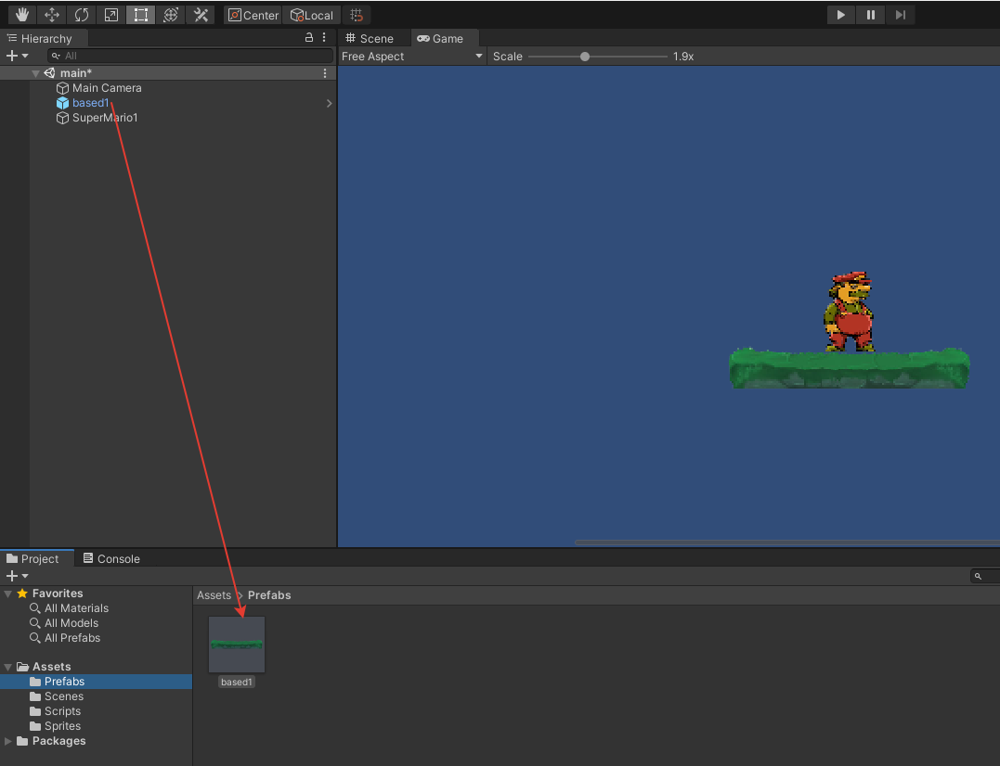 Center Local
Hierarchy
All
main*
Main Camera
based1
SuperMario1
Scene Game
Free Aspect Scale 1.9x
Project Console
Favorites
All Materials
All Models
All Prefabs
Assets
Prefabs
Scenes
Scripts
Sprites
Packages
Assets > Prefabs
based1